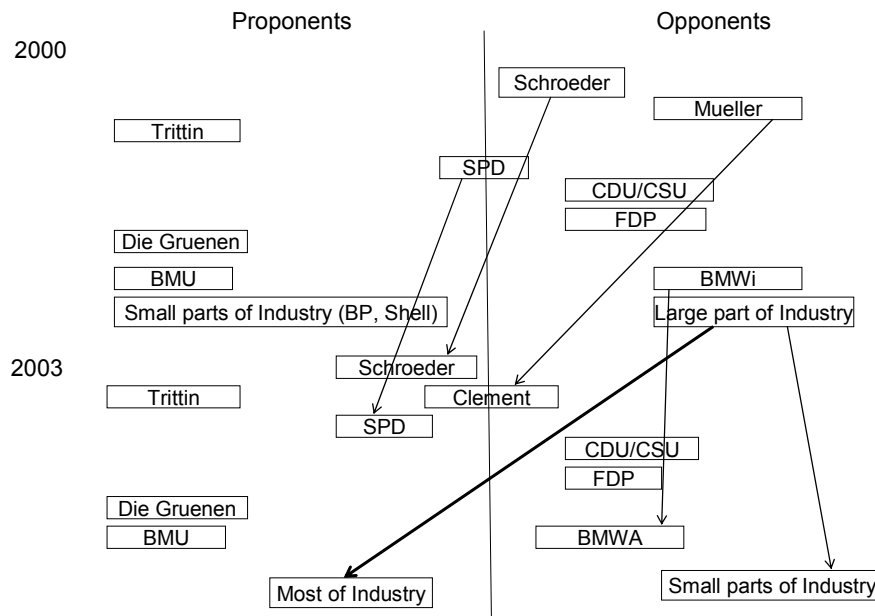 Proponents
Opponents
2000
Schroeder
Mueller
Trittin
SPD
CDU/CSU
FDP
Die Gruenen
BMU
BMWi
Small parts of Industry (BP, Shell)
Large part of Industry
2003
Schroeder
Trittin
Clement
SPD
CDU/CSU
FDP
Die Gruenen
BMU
BMWA
Most of Industry
Small parts of Industry